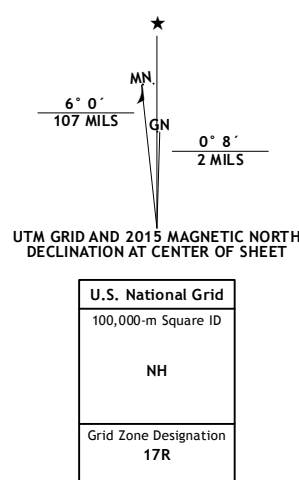 ★
MN.
6° 0´
107 MILS
GN
0° 8´
2 MILS
UTM GRID AND 2015 MAGNETIC NORTH
DECLINATION AT CENTER OF SHEET
U.S. National Grid
100,000-m Square ID
NH
Grid Zone Designation
17R